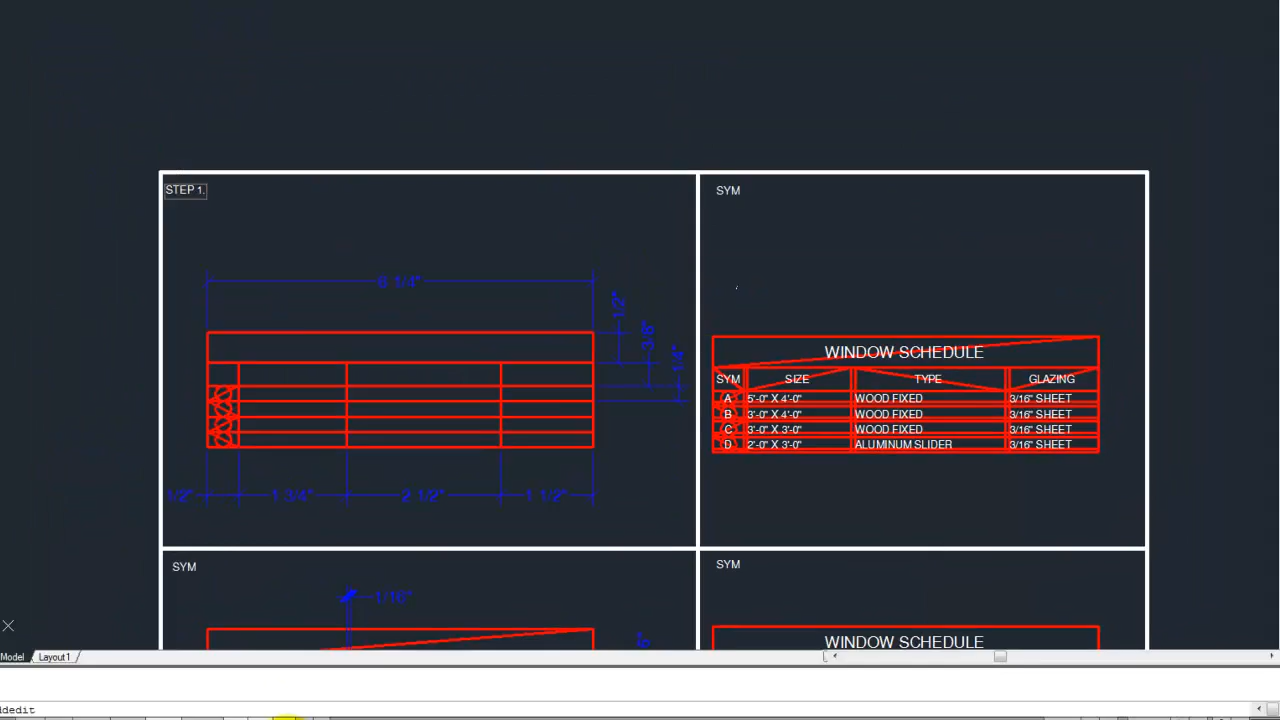 STEP 1.
SYM
6 1/4"
1/2"
3/8"
1/4"
WINDOW SCHEDULE
SYM SIZE TYPE GLAZING
A 5'-0" X 4'-0" WOOD FIXED 3/16" SHEET
B 3'-0" X 4'-0" WOOD FIXED 3/16" SHEET
C 3'-0" X 3'-0" WOOD FIXED 3/16" SHEET
D 2'-0" X 3'-0" ALUMINUM SLIDER 3/16" SHEET
1/2" 1 3/4" 2 1/2" 1 1/2"
SYM
SYM
1/16"
WINDOW SCHEDULE
Model Layout1
ddedit